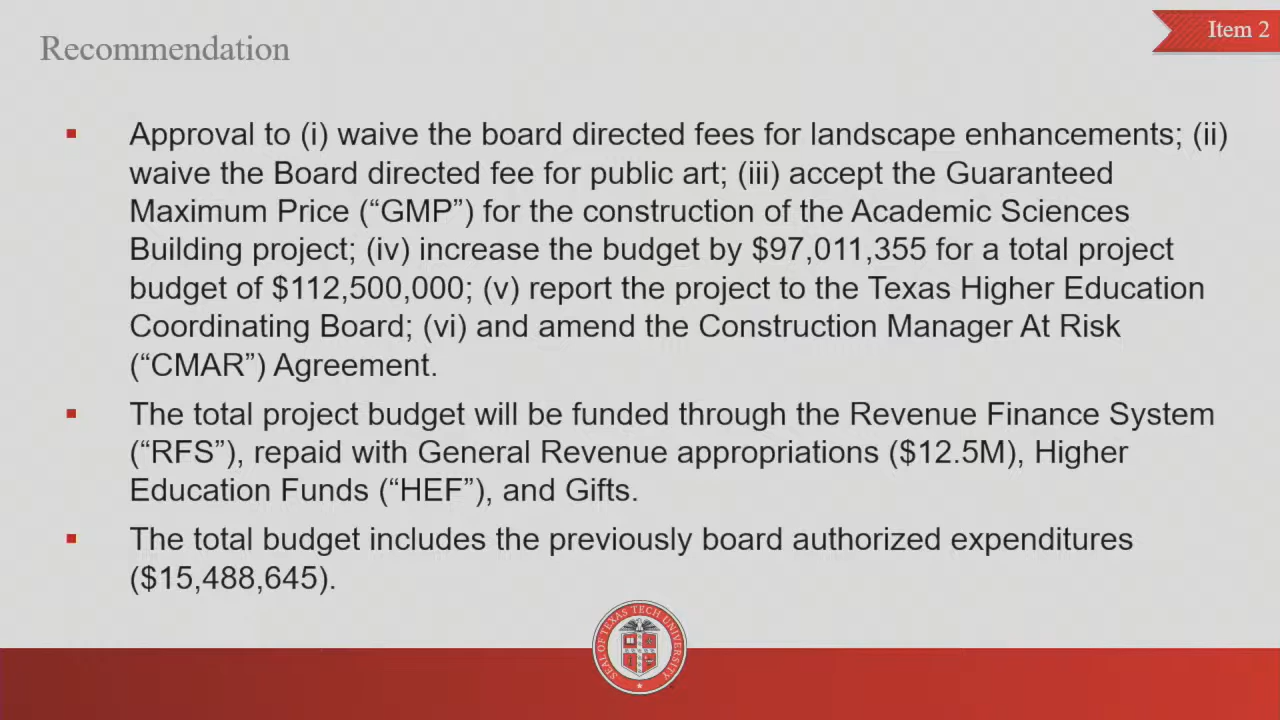 Recommendation
Item 2
Approval to (i) waive the board directed fees for landscape enhancements; (ii)
waive the Board directed fee for public art; (iii) accept the Guaranteed
Maximum Price (“GMP”) for the construction of the Academic Sciences
Building project; (iv) increase the budget by $97,011,355 for a total project
budget of $112,500,000; (v) report the project to the Texas Higher Education
Coordinating Board; (vi) and amend the Construction Manager At Risk
(“CMAR”) Agreement.
The total project budget will be funded through the Revenue Finance System
(“RFS”), repaid with General Revenue appropriations ($12.5M), Higher
Education Funds (“HEF”), and Gifts.
The total budget includes the previously board authorized expenditures
($15,488,645).
SEAL OF TEXAS TECH UNIVERSITY